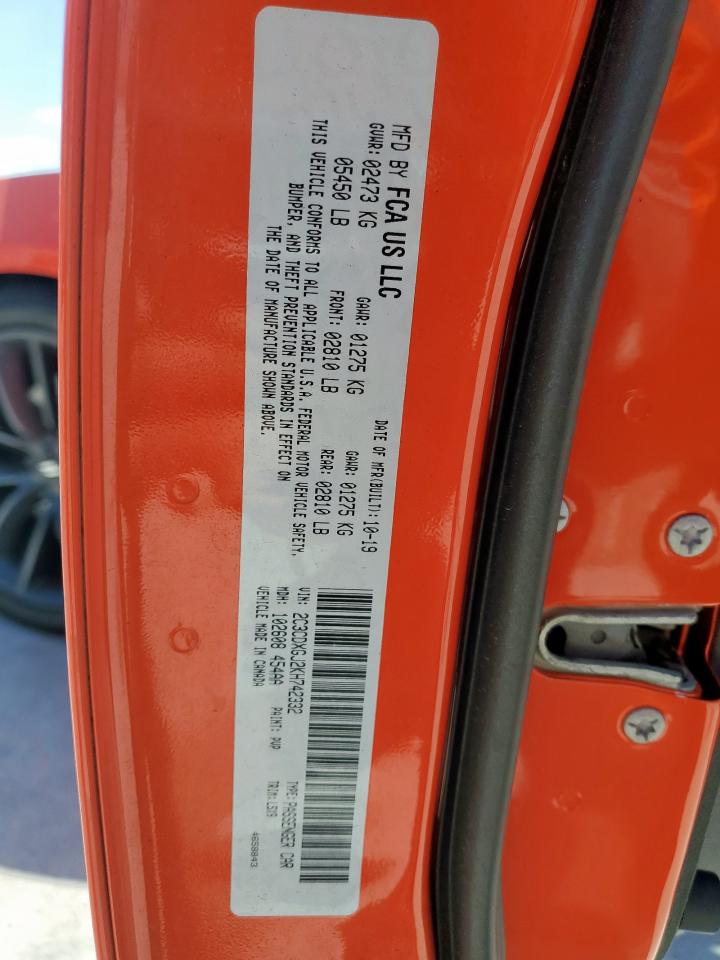 MFD BY FCA US LLC
DATE OF MFR(BUILT): 10-19
GVWR: 02473 KG GAWR: 01275 KG GAWR: 01275 KG
05450 LB FRONT: 02810 LB REAR: 02810 LB
THIS VEHICLE CONFORMS TO ALL APPLICABLE U.S.A. FEDERAL MOTOR VEHICLE SAFETY,
BUMPER, AND THEFT PREVENTION STANDARDS IN EFFECT ON
THE DATE OF MANUFACTURE SHOWN ABOVE.
VIN: 2C3CDXGJ2KH742332 TYPE: PASSENGER CAR
MDH: 102608 454AA PAINT: PVP TRIM: LSX9
VEHICLE MADE IN CANADA
4658843